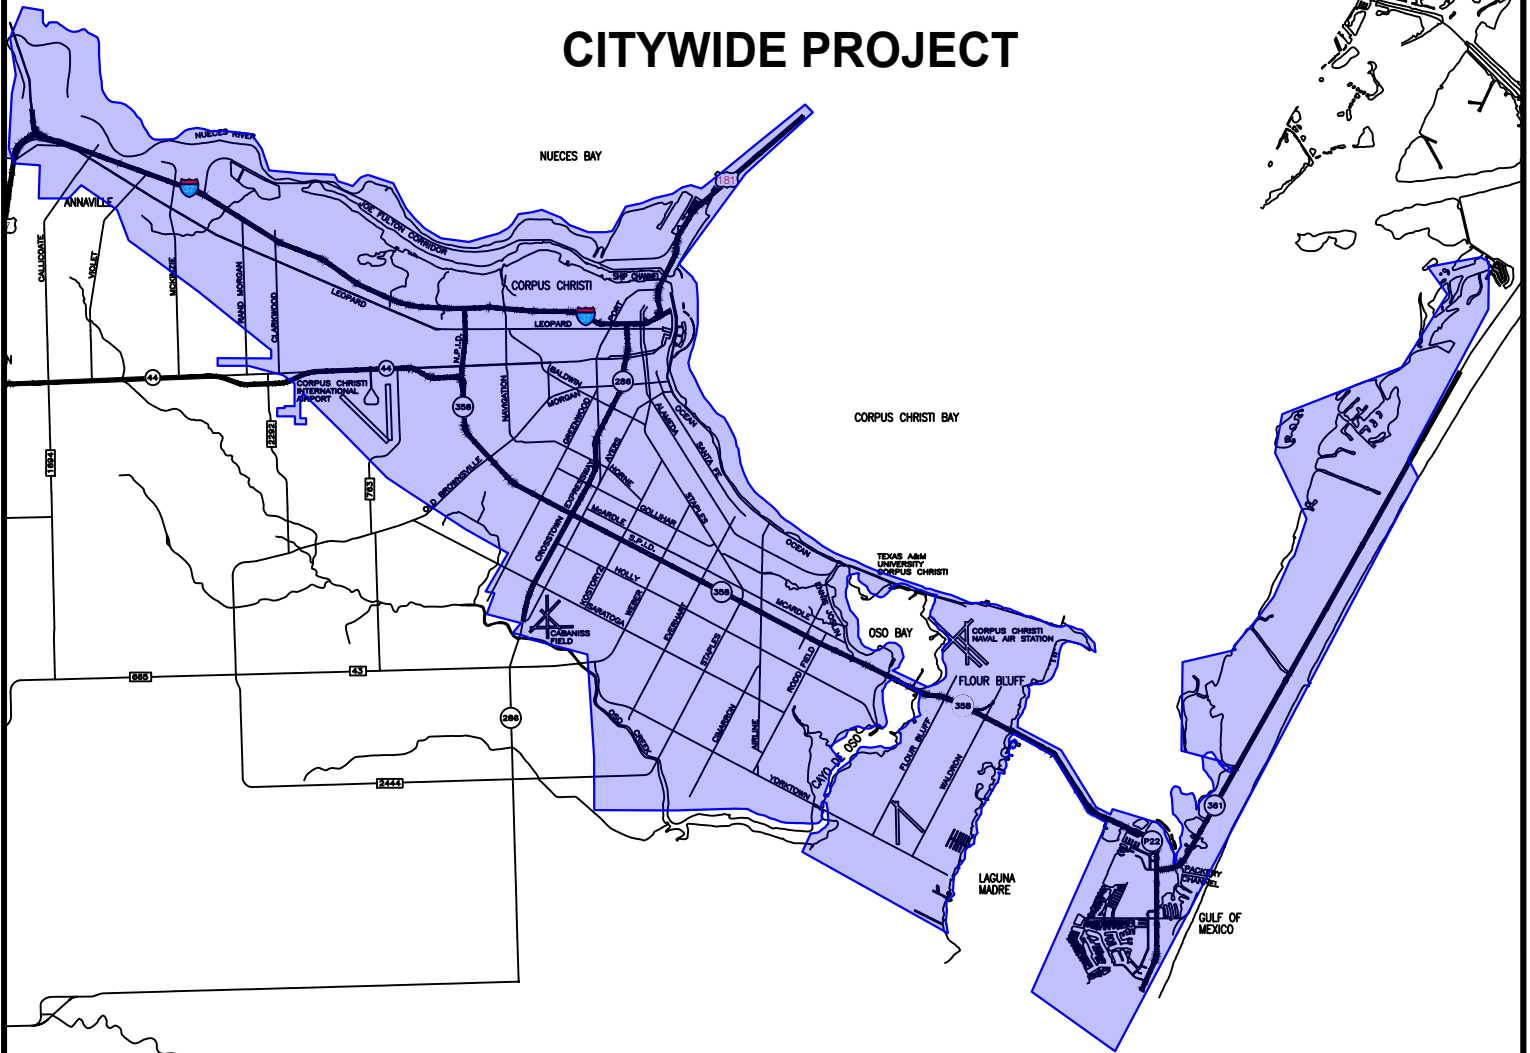 CITYWIDE PROJECT
NUECES RIVER
NUECES BAY
181
37
ANNAVILLE
JOE FULTON CORRIDOR
CALLICOATE
VIOLET
McKINZIE
RAND MORGAN
CLARKWOOD
SHIP CHANNEL
CORPUS CHRISTI
LEOPARD
PORT
37
LEOPARD
N.P.I.D.
44
44
CORPUS CHRISTI
INTERNATIONAL
AIRPORT
BALDWIN
MORGAN
286
358
NAVIGATION
GREENWOOD
ALAMEDA
OCEAN
SANTA FE
CORPUS CHRISTI BAY
2292
1694
763
OLD BROWNSVILLE
AYERS
HORNE
EXPRESSWAY
CROSSTOWN
McARDLE
GOLLIHAR
STAPLES
S.P.I.D.
OCEAN
TEXAS A&M
UNIVERSITY
CORPUS CHRISTI
HOLLY
KOSTORYZ
SARATOGA
WEBER
358
McARDLE
ENNIS JOSLIN
EVERHART
STAPLES
CABANISS
FIELD
OSO BAY
CORPUS CHRISTI
NAVAL AIR STATION
RODD FIELD
FLOUR BLUFF
665
43
286
358
OSO CREEK
CIMARRON
AIRLINE
CAYO DE OSO
FLOUR BLUFF
WALDRON
YORKTOWN
2444
361
P22
PACKERY
CHANNEL
LAGUNA
MADRE
GULF OF
MEXICO